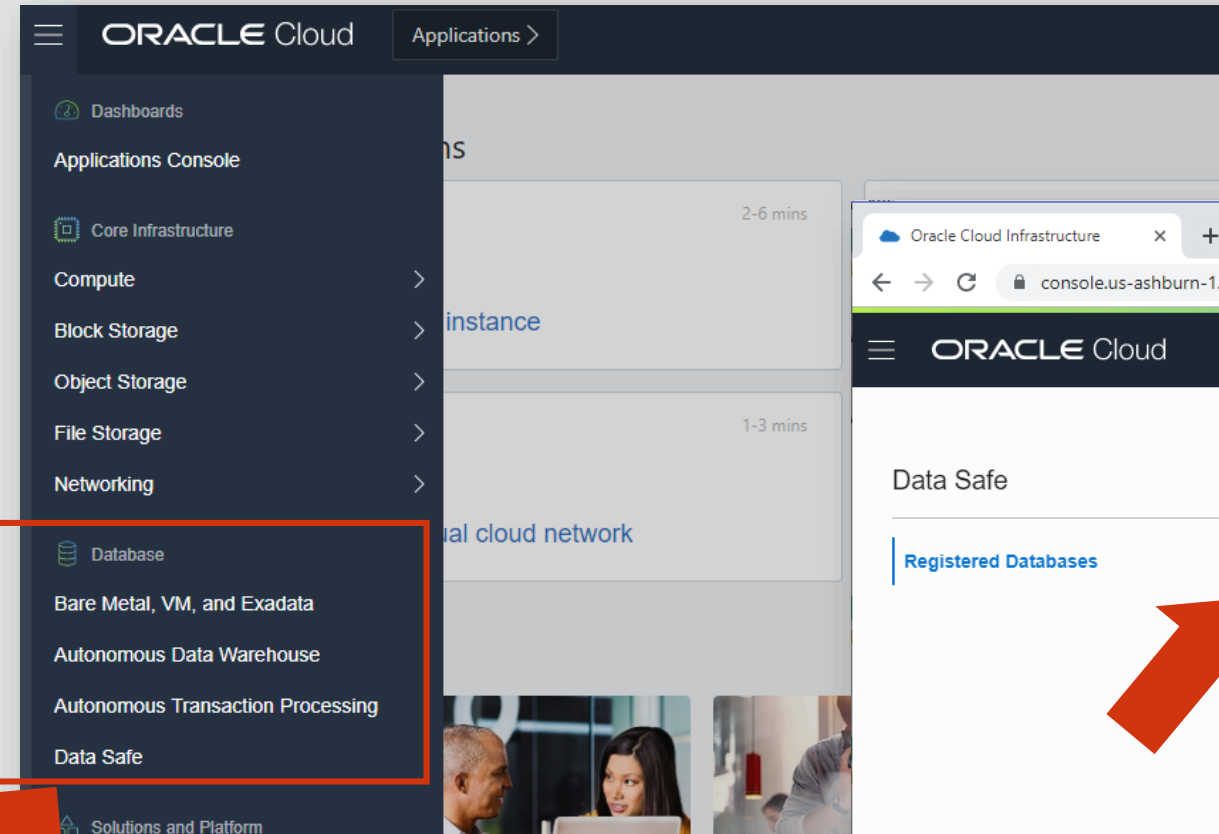 ORACLE Cloud
Applications >
Dashboards
Applications Console
Core Infrastructure
Compute
Block Storage
Object Storage
File Storage
Networking
Database
Bare Metal, VM, and Exadata
Autonomous Data Warehouse
Autonomous Transaction Processing
Data Safe
Solutions and Platform
ns
2-6 mins
instance
1-3 mins
ual cloud network
Oracle Cloud Infrastructure
console.us-ashburn-1.
ORACLE Cloud
Data Safe
Registered Databases